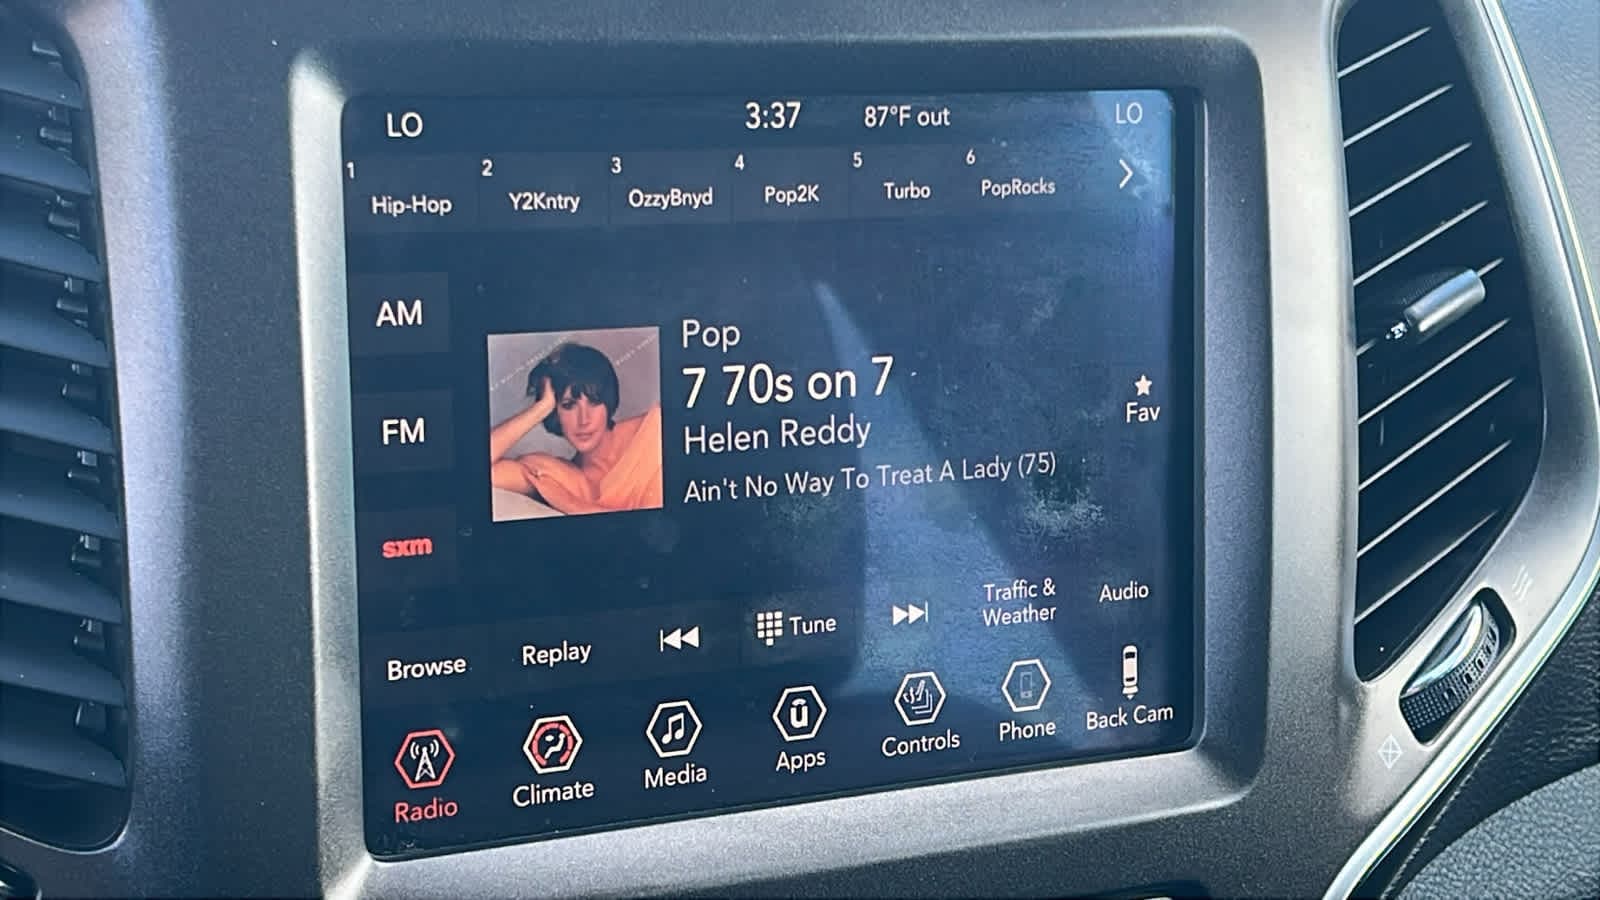 LO 3:37 87°F out LO
1 Hip-Hop 2 Y2Kntry 3 OzzyBnyd 4 Pop2K 5 Turbo 6 PopRocks
AM
FM
sxm
Pop
7 70s on 7
Helen Reddy
Ain't No Way To Treat A Lady (75)
Fav
Browse Replay Tune Traffic & Weather Audio
Radio Climate Media Apps Controls Phone Back Cam